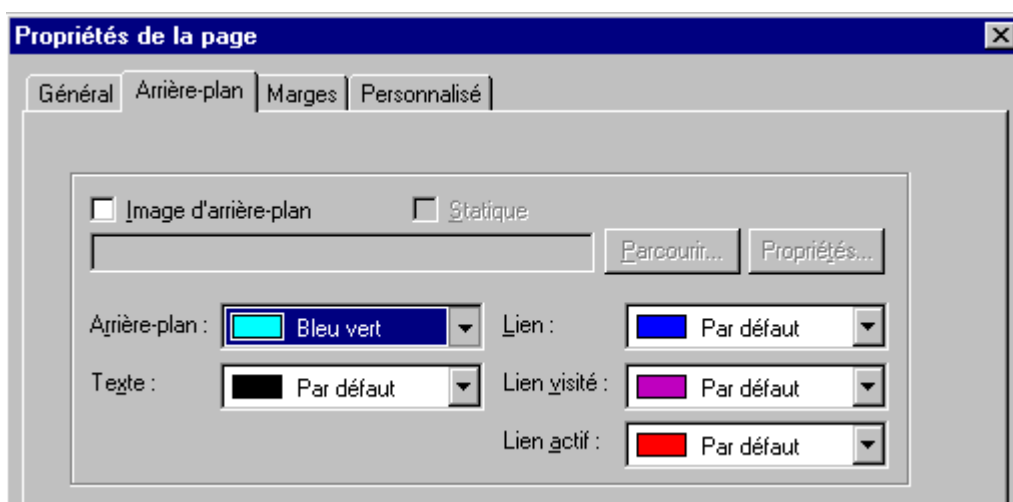 Propriétés de la page
Général Arrière-plan Marges Personnalisé
Image d'arrière-plan Statique
Parcourir... Propriétés...
Arrière-plan : Bleu vert Lien : Par défaut
Texte : Par défaut Lien visité : Par défaut
Lien actif : Par défaut